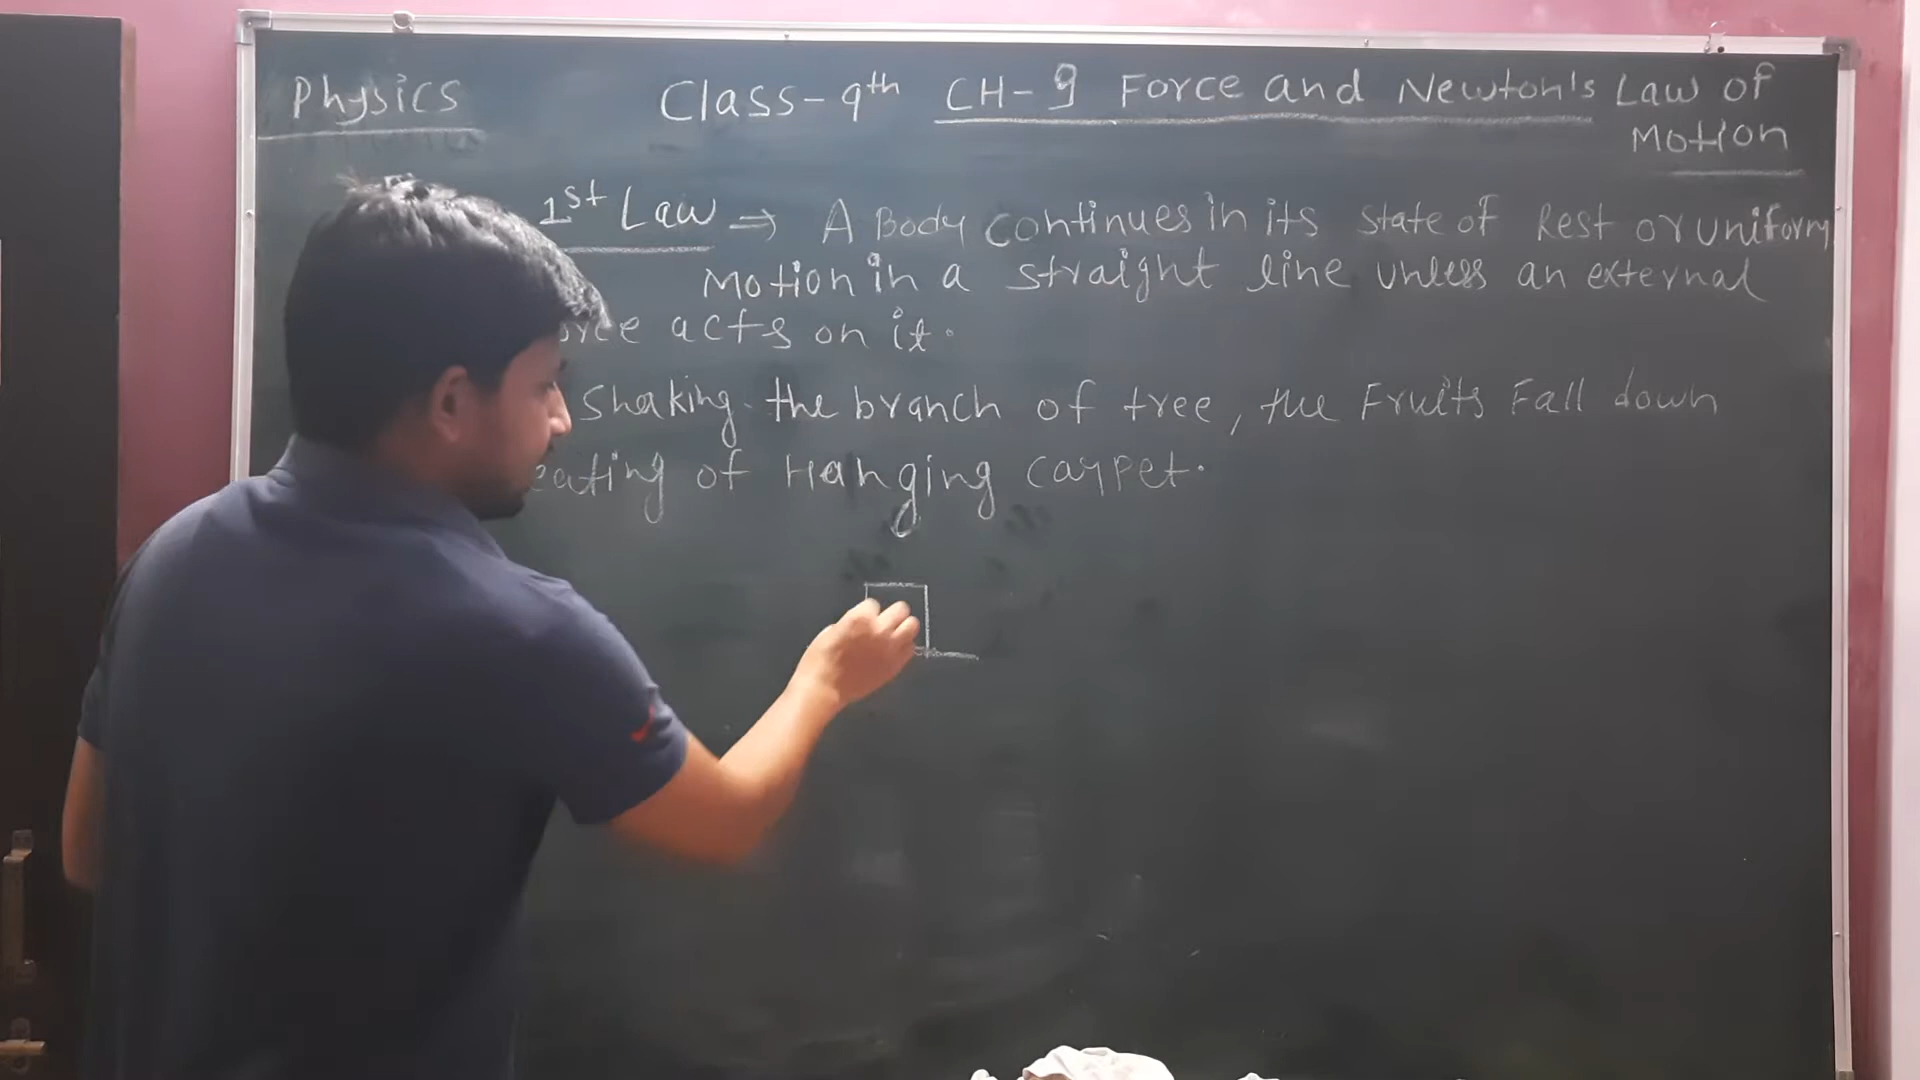 Physics Class-9th CH-9 Force and Newton's Law of
Motion
1st Law ⇒ A Body continues in its state of Rest or uniform
Motion in a straight line unless an external
acts on it.
Shaking the branch of tree, the Fruits Fall down
of Hanging carpet.